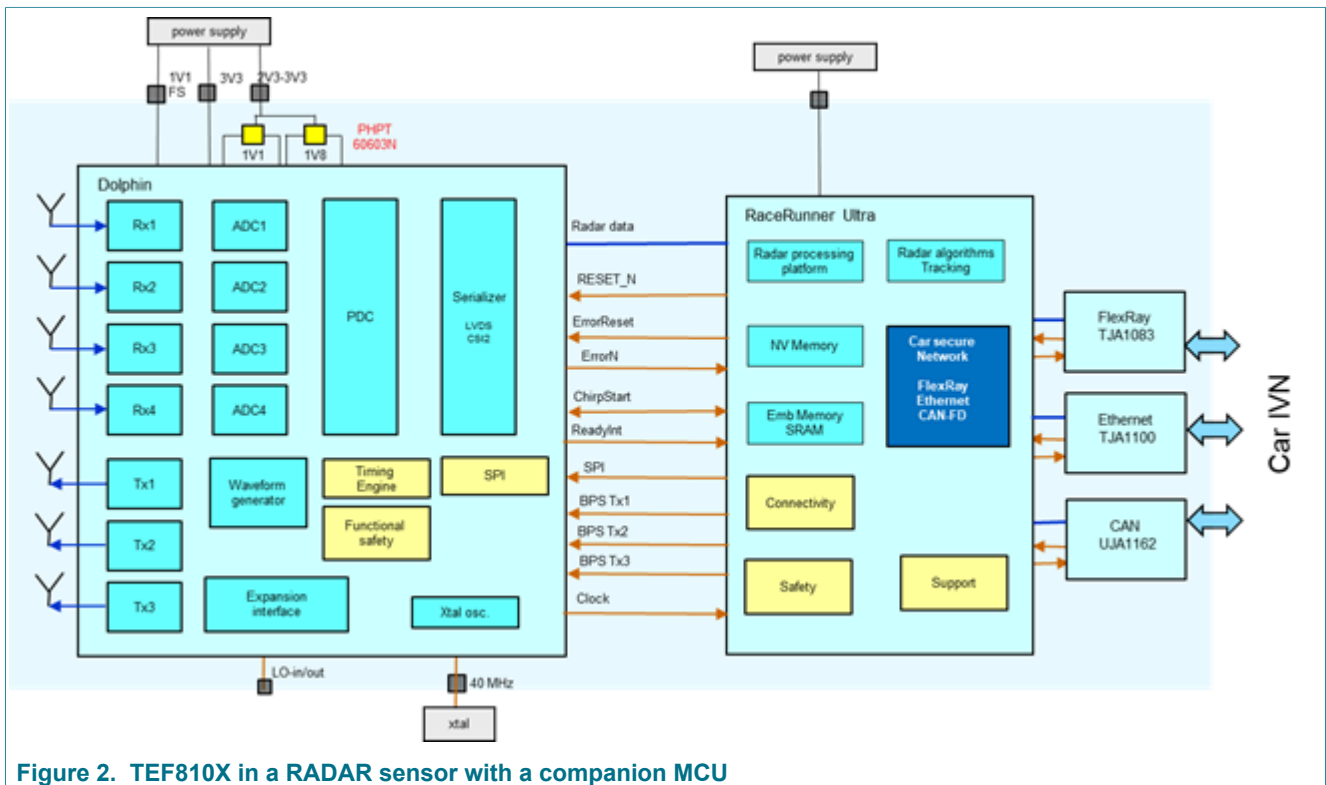 power supply
power supply
1V1
FS
3V3
2V3-3V3
PHPT
60603N
1V1
1V8
Dolphin
Rx1
Rx2
Rx3
Rx4
Tx1
Tx2
Tx3
ADC1
ADC2
ADC3
ADC4
PDC
Serializer
LVDS
CSI2
Waveform
generator
Timing
Engine
Functional
safety
SPI
Expansion
interface
Xtal osc.
LO-in/out
40 MHz
xtal
Radar data
RESET_N
ErrorReset
ErrorN
ChirpStart
ReadyInt
SPI
BPS Tx1
BPS Tx2
BPS Tx3
Clock
RaceRunner Ultra
Radar processing
platform
Radar algorithms
Tracking
NV Memory
Emb Memory
SRAM
Car secure
Network
FlexRay
Ethernet
CAN-FD
Connectivity
Safety
Support
FlexRay
TJA1083
Ethernet
TJA1100
CAN
UJA1162
Car IVN
Figure 2. TEF810X in a RADAR sensor with a companion MCU